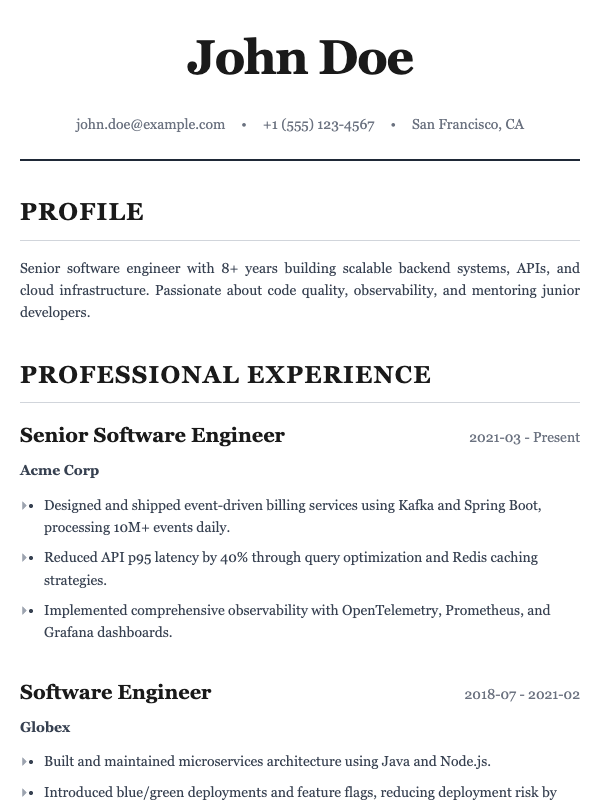 John Doe
john.doe@example.com • +1 (555) 123-4567 • San Francisco, CA
PROFILE
Senior software engineer with 8+ years building scalable backend systems, APIs, and
cloud infrastructure. Passionate about code quality, observability, and mentoring junior
developers.
PROFESSIONAL EXPERIENCE
Senior Software Engineer 2021-03 - Present
Acme Corp
• Designed and shipped event-driven billing services using Kafka and Spring Boot,
processing 10M+ events daily.
• Reduced API p95 latency by 40% through query optimization and Redis caching
strategies.
• Implemented comprehensive observability with OpenTelemetry, Prometheus, and
Grafana dashboards.
Software Engineer 2018-07 - 2021-02
Globex
• Built and maintained microservices architecture using Java and Node.js.
• Introduced blue/green deployments and feature flags, reducing deployment risk by